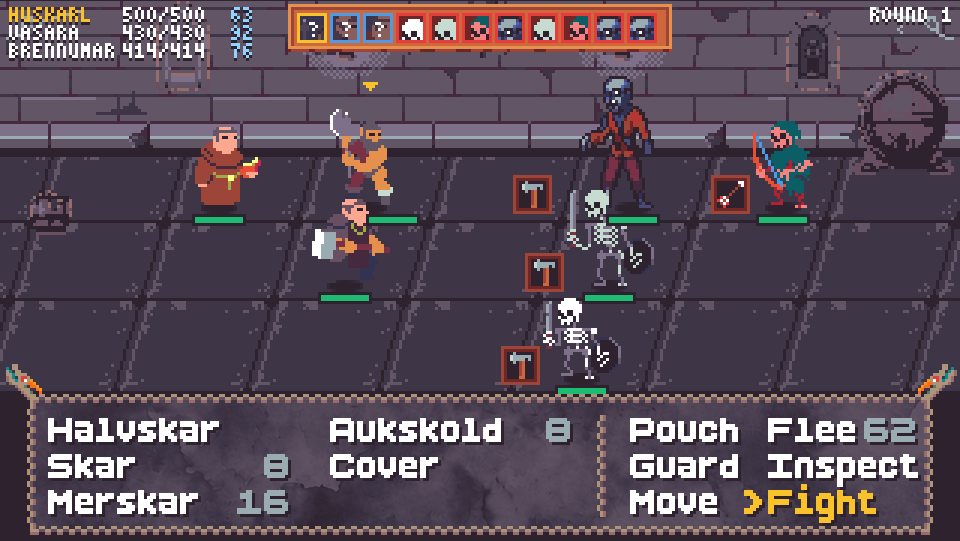 HUSKARL 500/500 63
VASARA 430/430 92
BRENNUMAR 414/414 76
? ? ?
ROUND 1
Halvskar Aukskold 8 Pouch Flee 62
Skar 8 Cover Guard Inspect
Merskar 16 Move >Fight